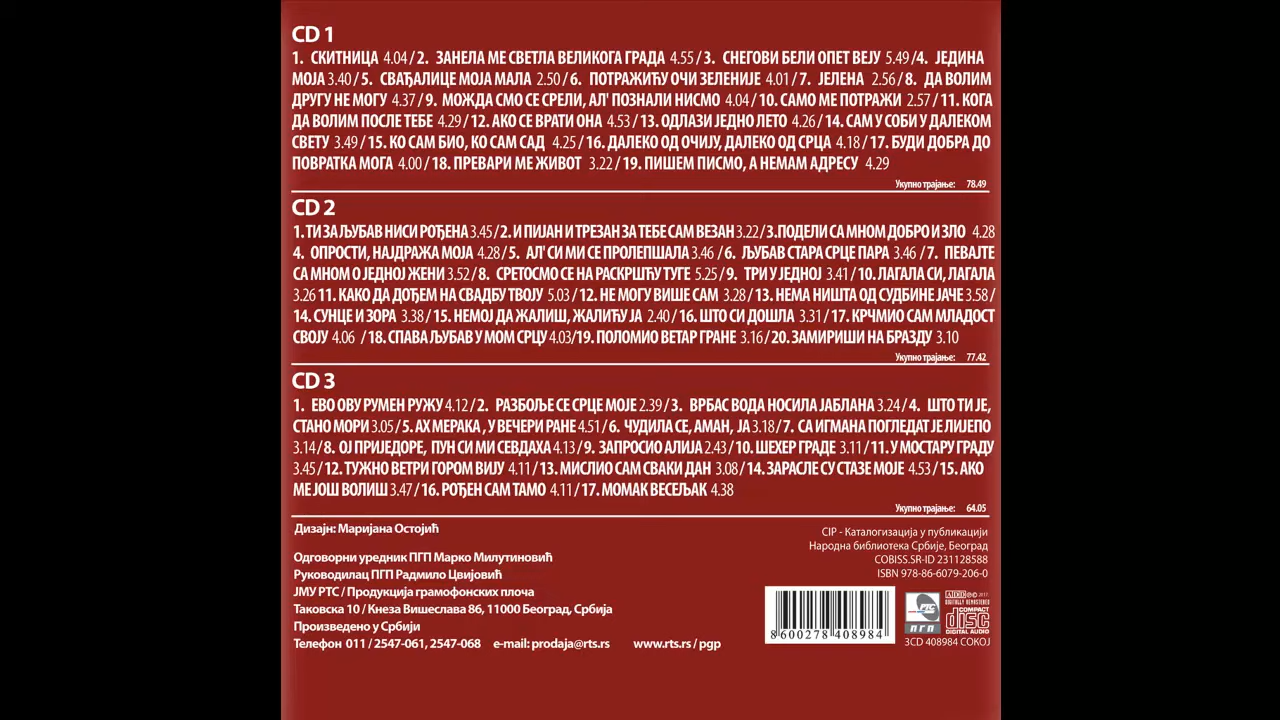 CD 1
1. СКИТНИЦА 4.04/2. ЗАНЕЛА МЕ СВЕТЛА ВЕЛИКОГА ГРАДА 4.55/3. СНЕГОВИ БЕЛИ ОПЕТ ВЕЈУ 5.49/4. ЈЕДИНА
МОЈА 3.40/5. СВАЂАЛИЦЕ МОЈА МАЛА 2.50/6. ПОТРАЖИЋУ ОЧИ ЗЕЛЕНИЈЕ 4.01/7. ЈЕЛЕНА 2.56/8. ДА ВОЛИМ
ДРУГУ НЕ МОГУ 4.37/9. МОЖДА СМО СЕ СРЕЛИ, АЛ' ПОЗНАЛИ НИСМО 4.04/10. САМО МЕ ПОТРАЖИ 2.57/11. КОГА
ДА ВОЛИМ ПОСЛЕ ТЕБЕ 4.29/12. АКО СЕ ВРАТИ ОНА 4.53/13. ОДЛАЗИ ЈЕДНО ЛЕТО 4.26/14. САМ У СОБИ У ДАЛЕКОМ
СВЕТУ 3.49/15. КО САМ БИО, КО САМ САД 4.25/16. ДАЛЕКО ОД ОЧИЈУ, ДАЛЕКО ОД СРЦА 4.18/17. БУДИ ДОБРА ДО
ПОВРАТКА МОГА 4.00/18. ПРЕВАРИ МЕ ЖИВОТ 3.22/19. ПИШЕМ ПИСМО, А НЕМАМ АДРЕСУ 4.29
Укупно трајање: 78.49
CD 2
1. ТИ ЗА ЉУБАВ НИСИ РОЂЕНА 3.45/2. И ПИЈАН И ТРЕЗАН ЗА ТЕБЕ САМ ВЕЗАН 3.22/3.ПОДЕЛИ СА МНОМ ДОБРО И ЗЛО 4.28
4. ОПРОСТИ, НАЈДРАЖА МОЈА 4.28/5. АЛ' СИ МИ СЕ ПРОЛЕПШАЛА 3.46/6. ЉУБАВ СТАРА СРЦЕ ПАРА 3.46/7. ПЕВАЈТЕ
СА МНОМ О ЈЕДНОЈ ЖЕНИ 3.52/8. СРЕТОСМО СЕ НА РАСКРШЋУ ТУГЕ 5.25/9. ТРИ У ЈЕДНОЈ 3.41/10. ЛАГАЛА СИ, ЛАГАЛА
3.26 11. КАКО ДА ДОЂЕМ НА СВАДБУ ТВОЈУ 5.03/12. НЕ МОГУ ВИШЕ САМ 3.28/13. НЕМА НИШТА ОД СУДБИНЕ ЈАЧЕ 3.58/
14. СУНЦЕ И ЗОРА 3.38/15. НЕМОЈ ДА ЖАЛИШ, ЖАЛИЋУ ЈА 2.40/16. ШТО СИ ДОШЛА 3.31/17. КРЧМИО САМ МЛАДОСТ
СВОЈУ 4.06 /18. СПАВА ЉУБАВ У МОМ СРЦУ 4.03/19. ПОЛОМИО ВЕТАР ГРАНЕ 3.16/20. ЗАМИРИШИ НА БРАЗДУ 3.10
Укупно трајање: 77.42
CD 3
1. ЕВО ОВУ РУМЕН РУЖУ 4.12/2. РАЗБОЉЕ СЕ СРЦЕ МОЈЕ 2.39/3. ВРБАС ВОДА НОСИЛА ЈАБЛАНА 3.24/4. ШТО ТИ ЈЕ,
СТАНО МОРИ 3.05/5. АХ МЕРАКА , У ВЕЧЕРИ РАНЕ 4.51/6. ЧУДИЛА СЕ, АМАН, ЈА 3.18/7. СА ИГМАНА ПОГЛЕДАТ ЈЕ ЛИЈЕПО
3.14/8. ОЈ ПРИЈЕДОРЕ, ПУН СИ МИ СЕВДАХА 4.13/9. ЗАПРОСИО АЛИЈА 2.43/10. ШЕХЕР ГРАДЕ 3.11/11. У МОСТАРУ ГРАДУ
3.45/12. ТУЖНО ВЕТРИ ГОРОМ ВИЈУ 4.11/13. МИСЛИО САМ СВАКИ ДАН 3.08/14. ЗАРАСЛЕ СУ СТАЗЕ МОЈЕ 4.53/15. АКО
МЕ ЈОШ ВОЛИШ 3.47/16. РОЂЕН САМ ТАМО 4.11/17. МОМАК ВЕСЕЉАК 4.38
Укупно трајање: 64.05
Дизајн: Маријана Остојић
Одговорни уредник ПГП Марко Милутиновић
Руководилац ПГП Радмило Цвијовић
ЈМУ РТС / Продукција грамофонских плоча
Таковска 10 / Кнеза Вишеслава 86, 11000 Београд, Србија
Произведено у Србији
Телефон 011 / 2547-061, 2547-068 e-mail: prodaja@rts.rs www.rts.rs / pgp
CIP - Каталогизација у публикацији
Народна библиотека Србије, Београд
COBISS.SR-ID 231128588
ISBN 978-86-6079-206-0
8600278408984
РТС
ПГП
ADD ℗© 2017
DIGITALLY REMASTERED
COMPACT
disc
DIGITAL AUDIO
3CD 408984 СОКОЈ